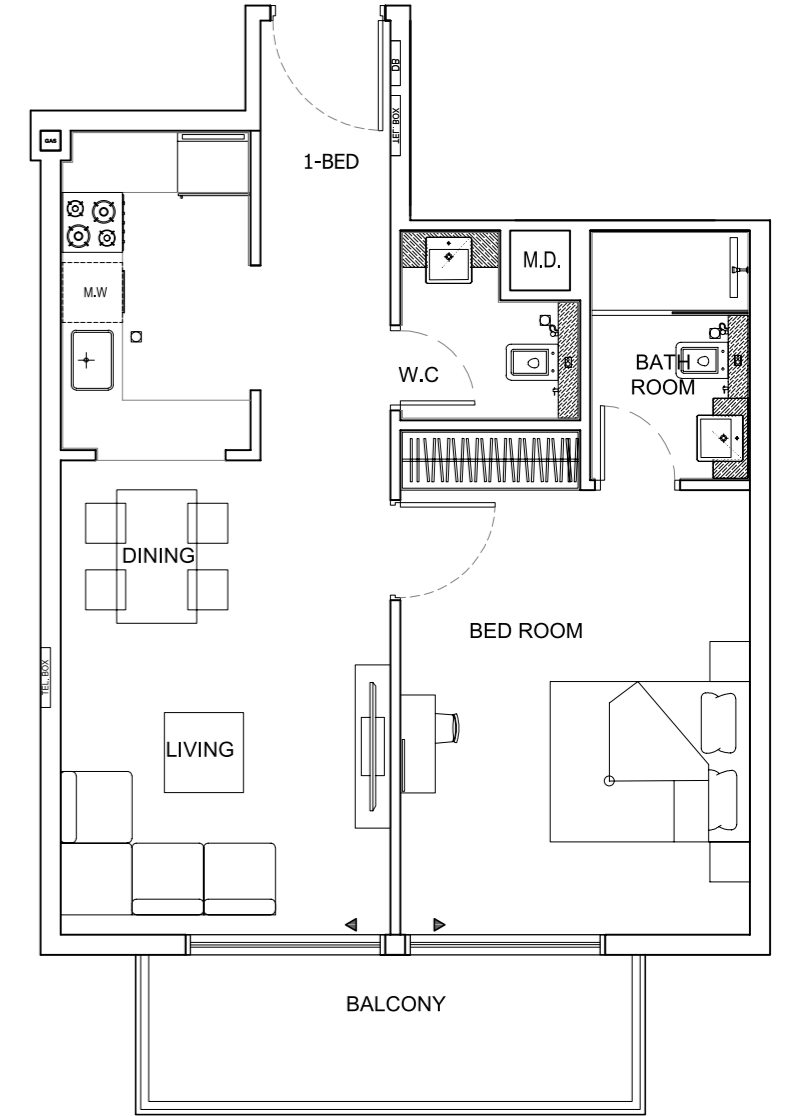 DB
TEL. BOX
GAS
1-BED
M.D.
M.W
W.C
BATH
ROOM
DINING
BED ROOM
TEL. BOX
LIVING
BALCONY